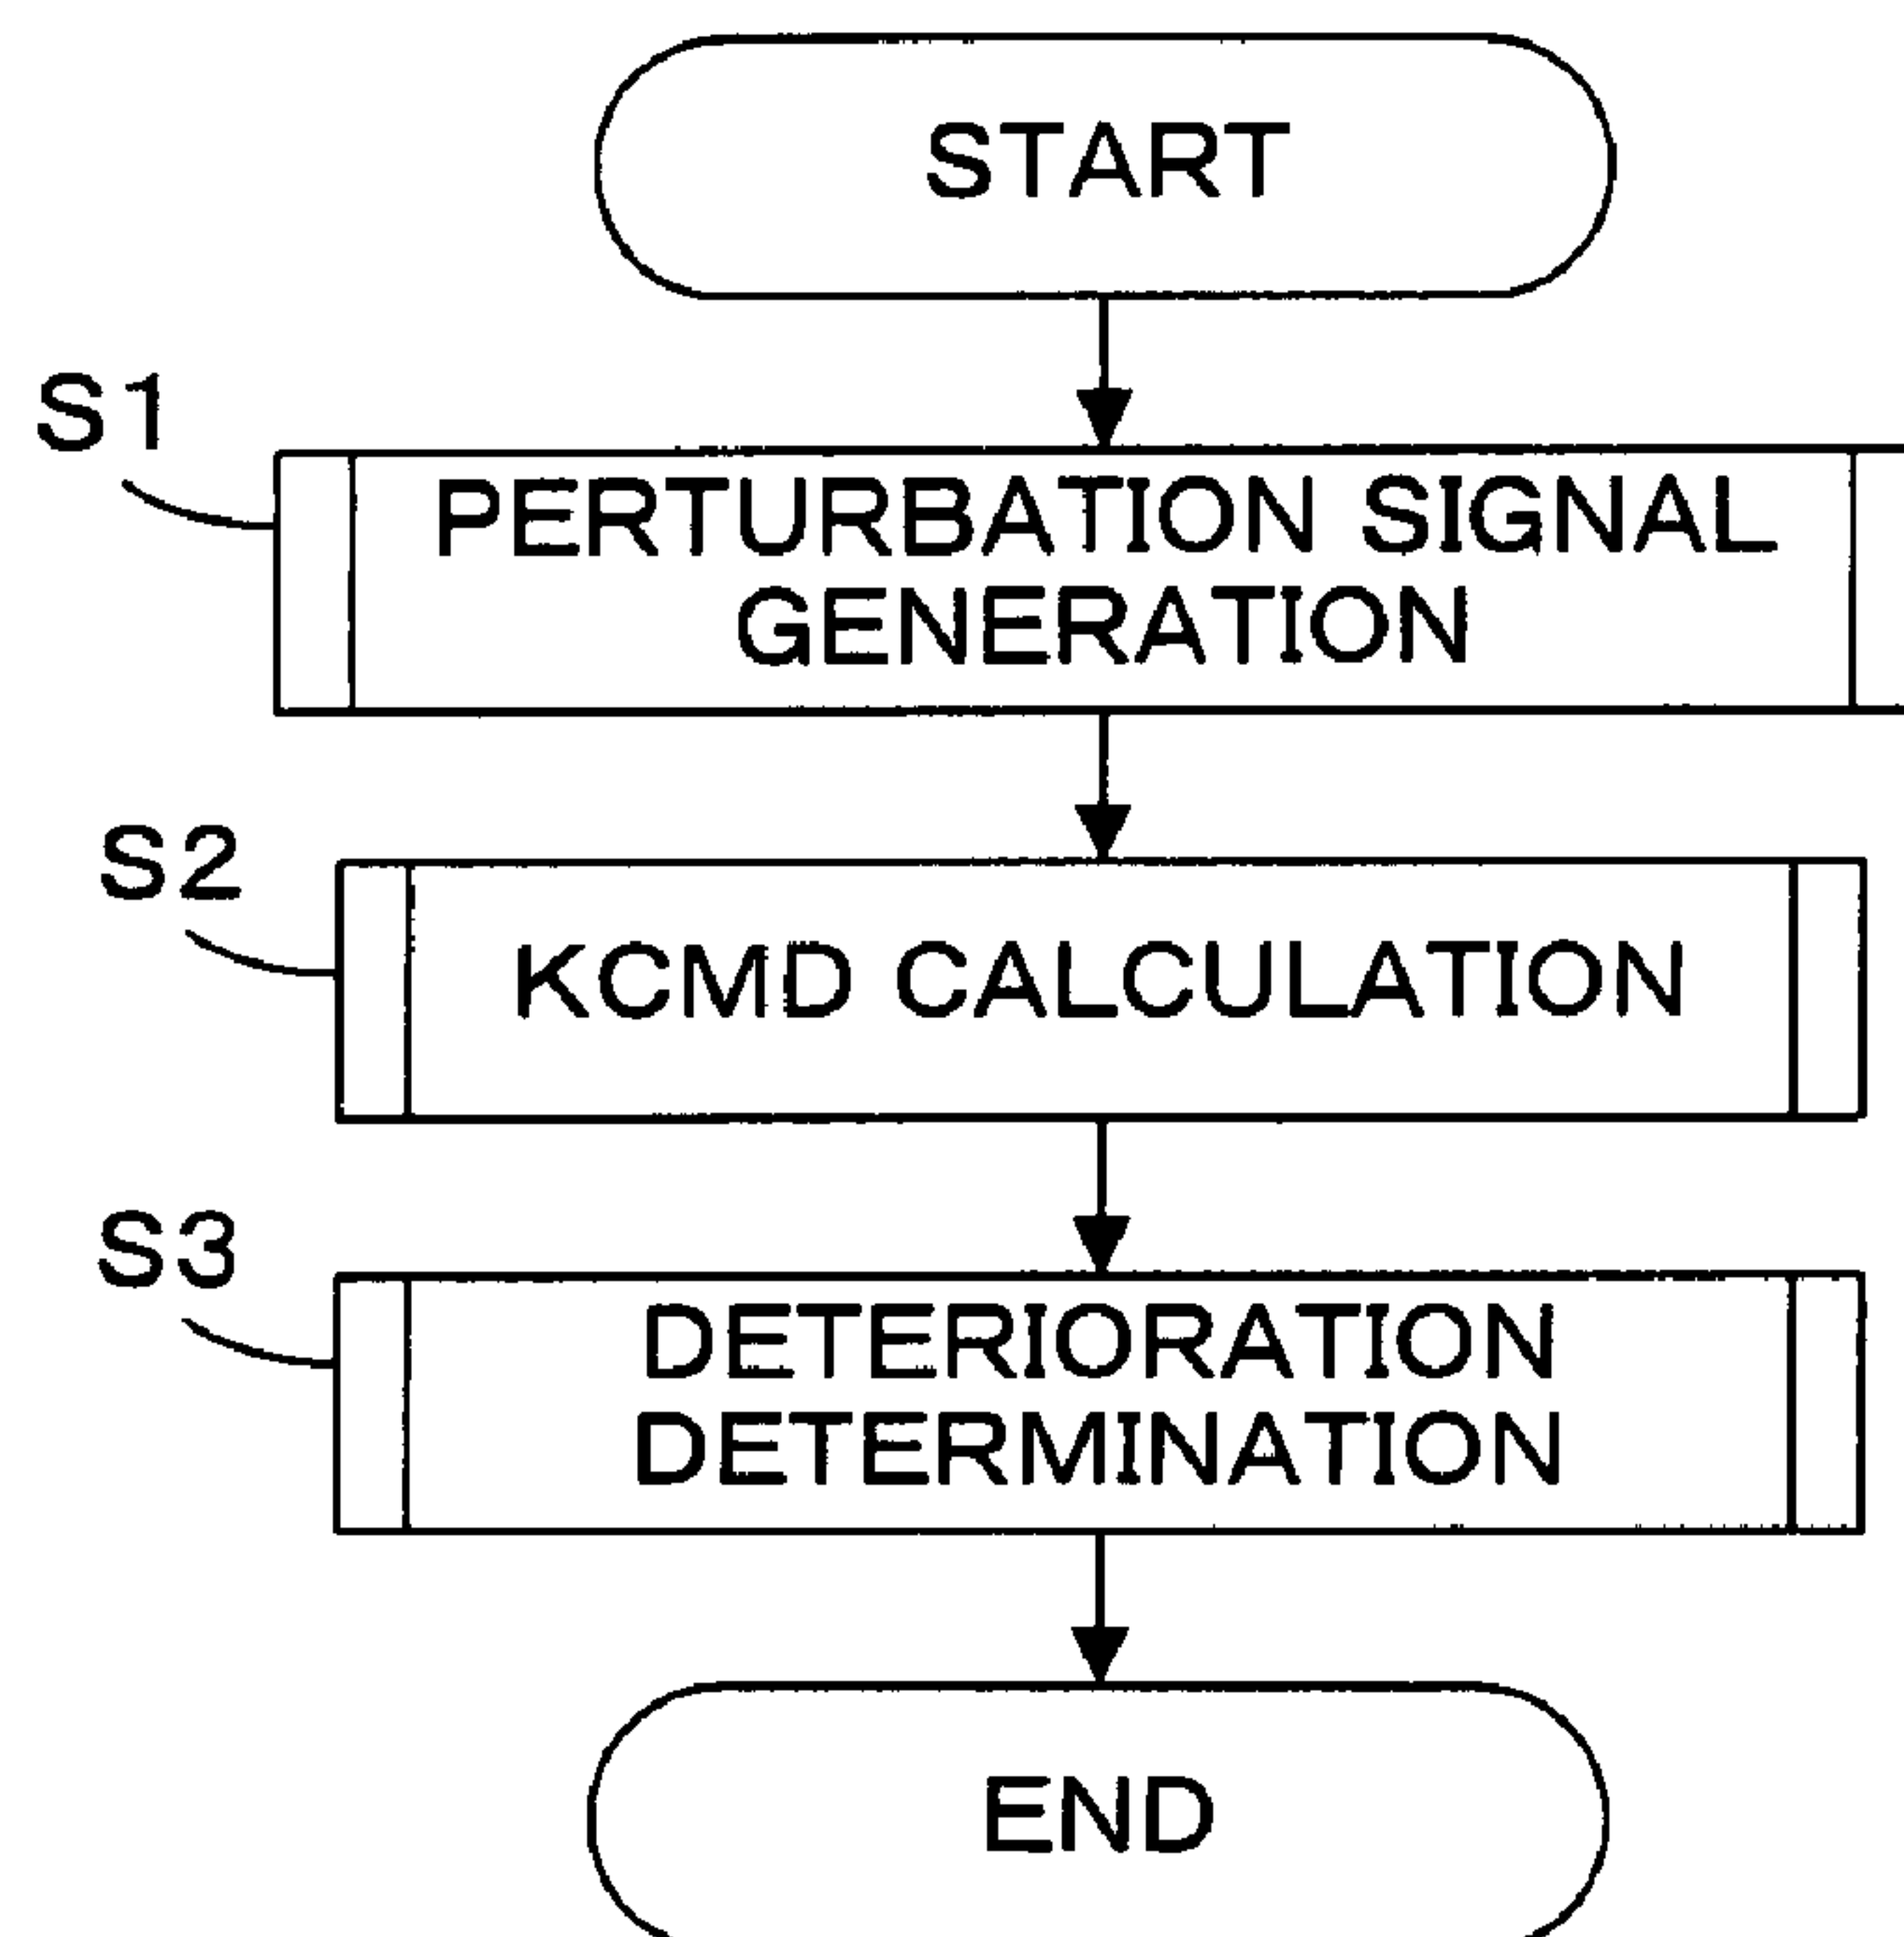 START
S1
PERTURBATION SIGNAL
GENERATION
S2
KCMD CALCULATION
S3
DETERIORATION
DETERMINATION
END